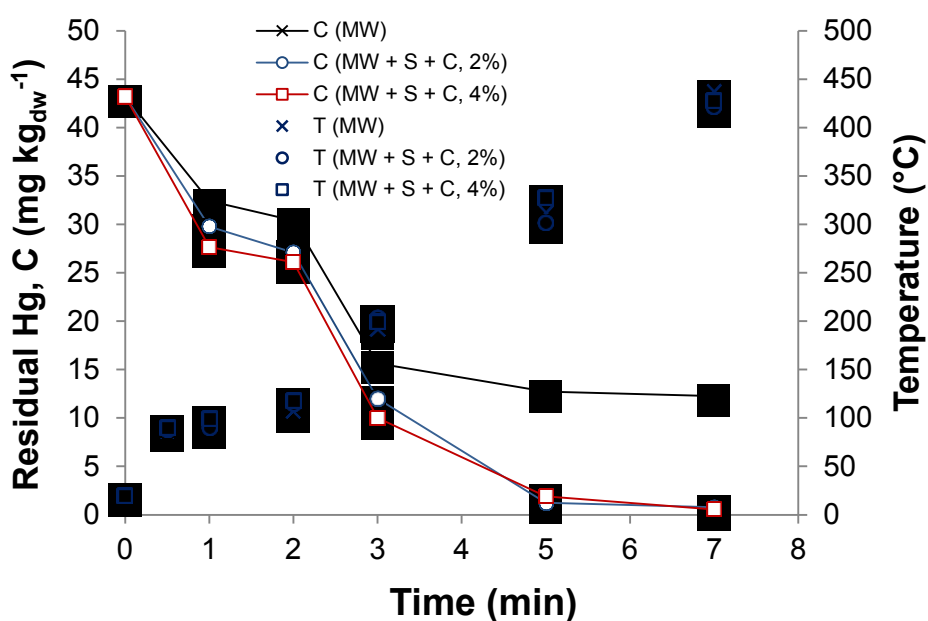 C (MW)
C (MW + S + C, 2%)
C (MW + S + C, 4%)
T (MW)
T (MW + S + C, 2%)
T (MW + S + C, 4%)
Residual Hg, C (mg kg_dw^-1)
50
45
40
35
30
25
20
15
10
5
0
500
450
400
350
300
250
200
150
100
50
0
Temperature (°C)
0 1 2 3 4 5 6 7 8
Time (min)